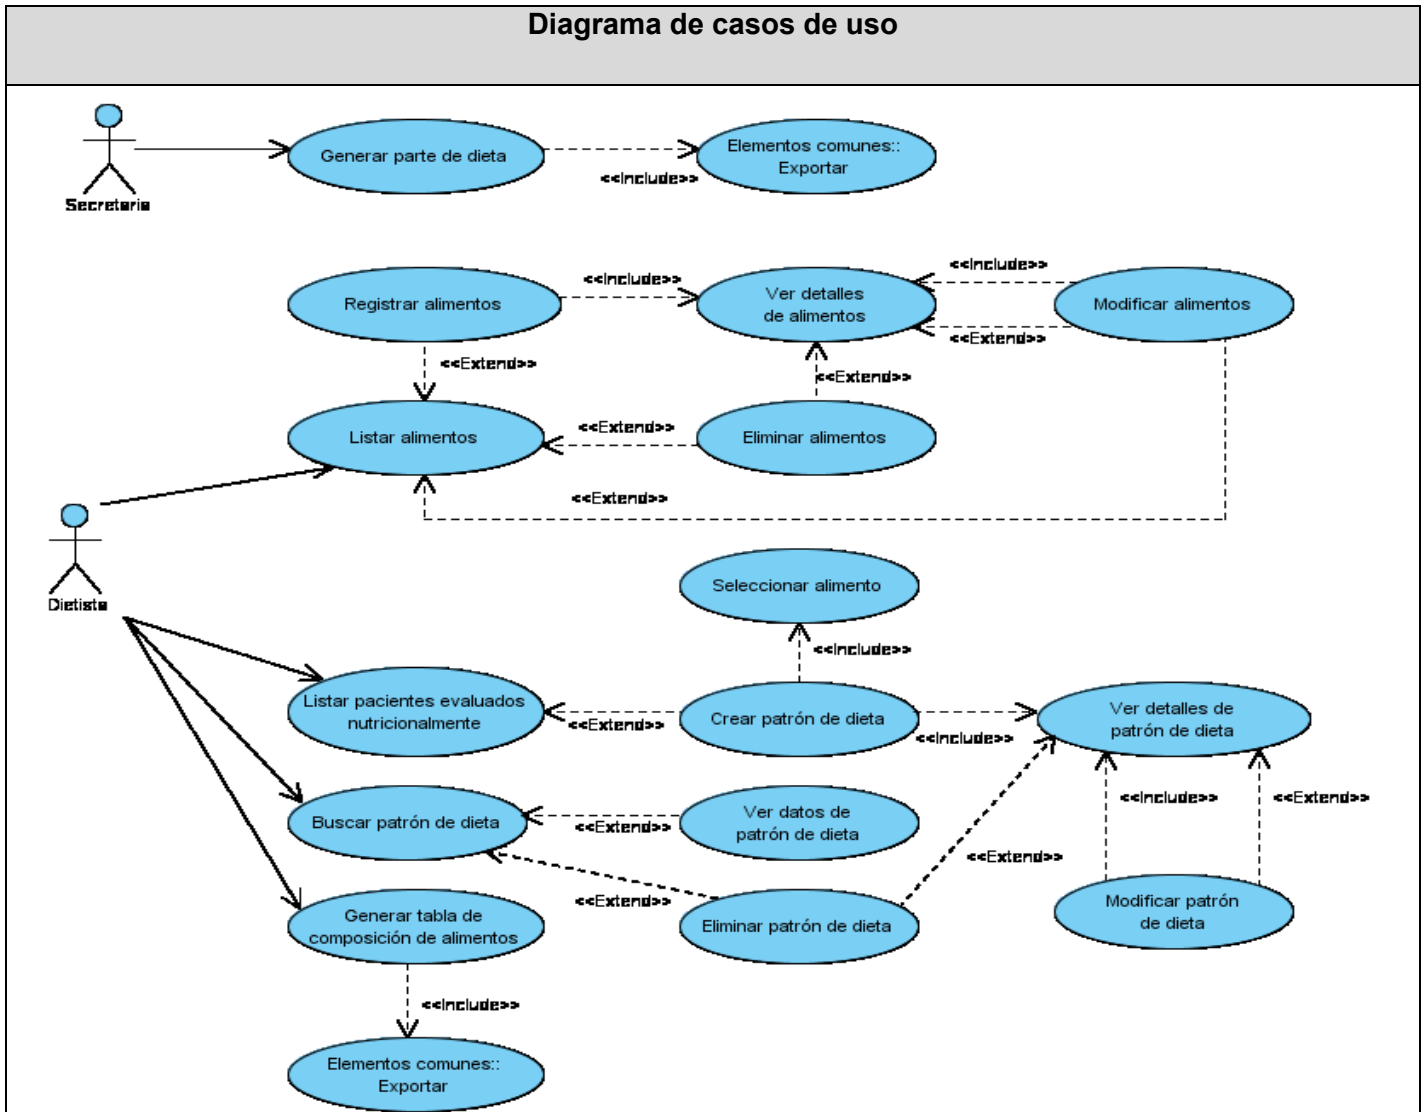 Diagrama de casos de uso
Generar parte de dieta
Elementos comunes::
Exportar
<<Include>>
Secretaria
<<Include>>
<<Include>>
Registrar alimentos
Ver detalles
de alimentos
Modificar alimentos
<<Extend>>
<<Extend>>
<<Extend>>
Listar alimentos
<<Extend>>
Eliminar alimentos
<<Extend>>
Dietista
Seleccionar alimento
<<Include>>
Listar pacientes evaluados
nutricionalmente
<<Extend>>
Crear patrón de dieta
<<Include>>
Ver detalles de
patrón de dieta
<<Include>>
<<Extend>>
Buscar patrón de dieta
<<Extend>>
Ver datos de
patrón de dieta
<<Extend>>
<<Extend>>
Generar tabla de
composición de alimentos
Eliminar patrón de dieta
Modificar patrón
de dieta
<<Include>>
Elementos comunes::
Exportar